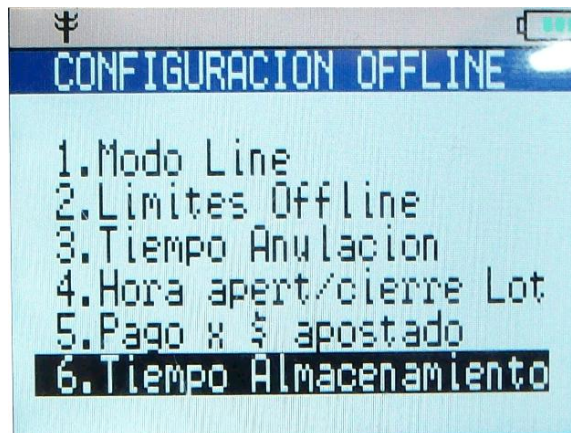 CONFIGURACION OFFLINE
1.Modo Line
2.Limites Offline
3.Tiempo Anulacion
4.Hora apert/cierre Lot
5.Pago x $ apostado
6.Tiempo Almacenamiento